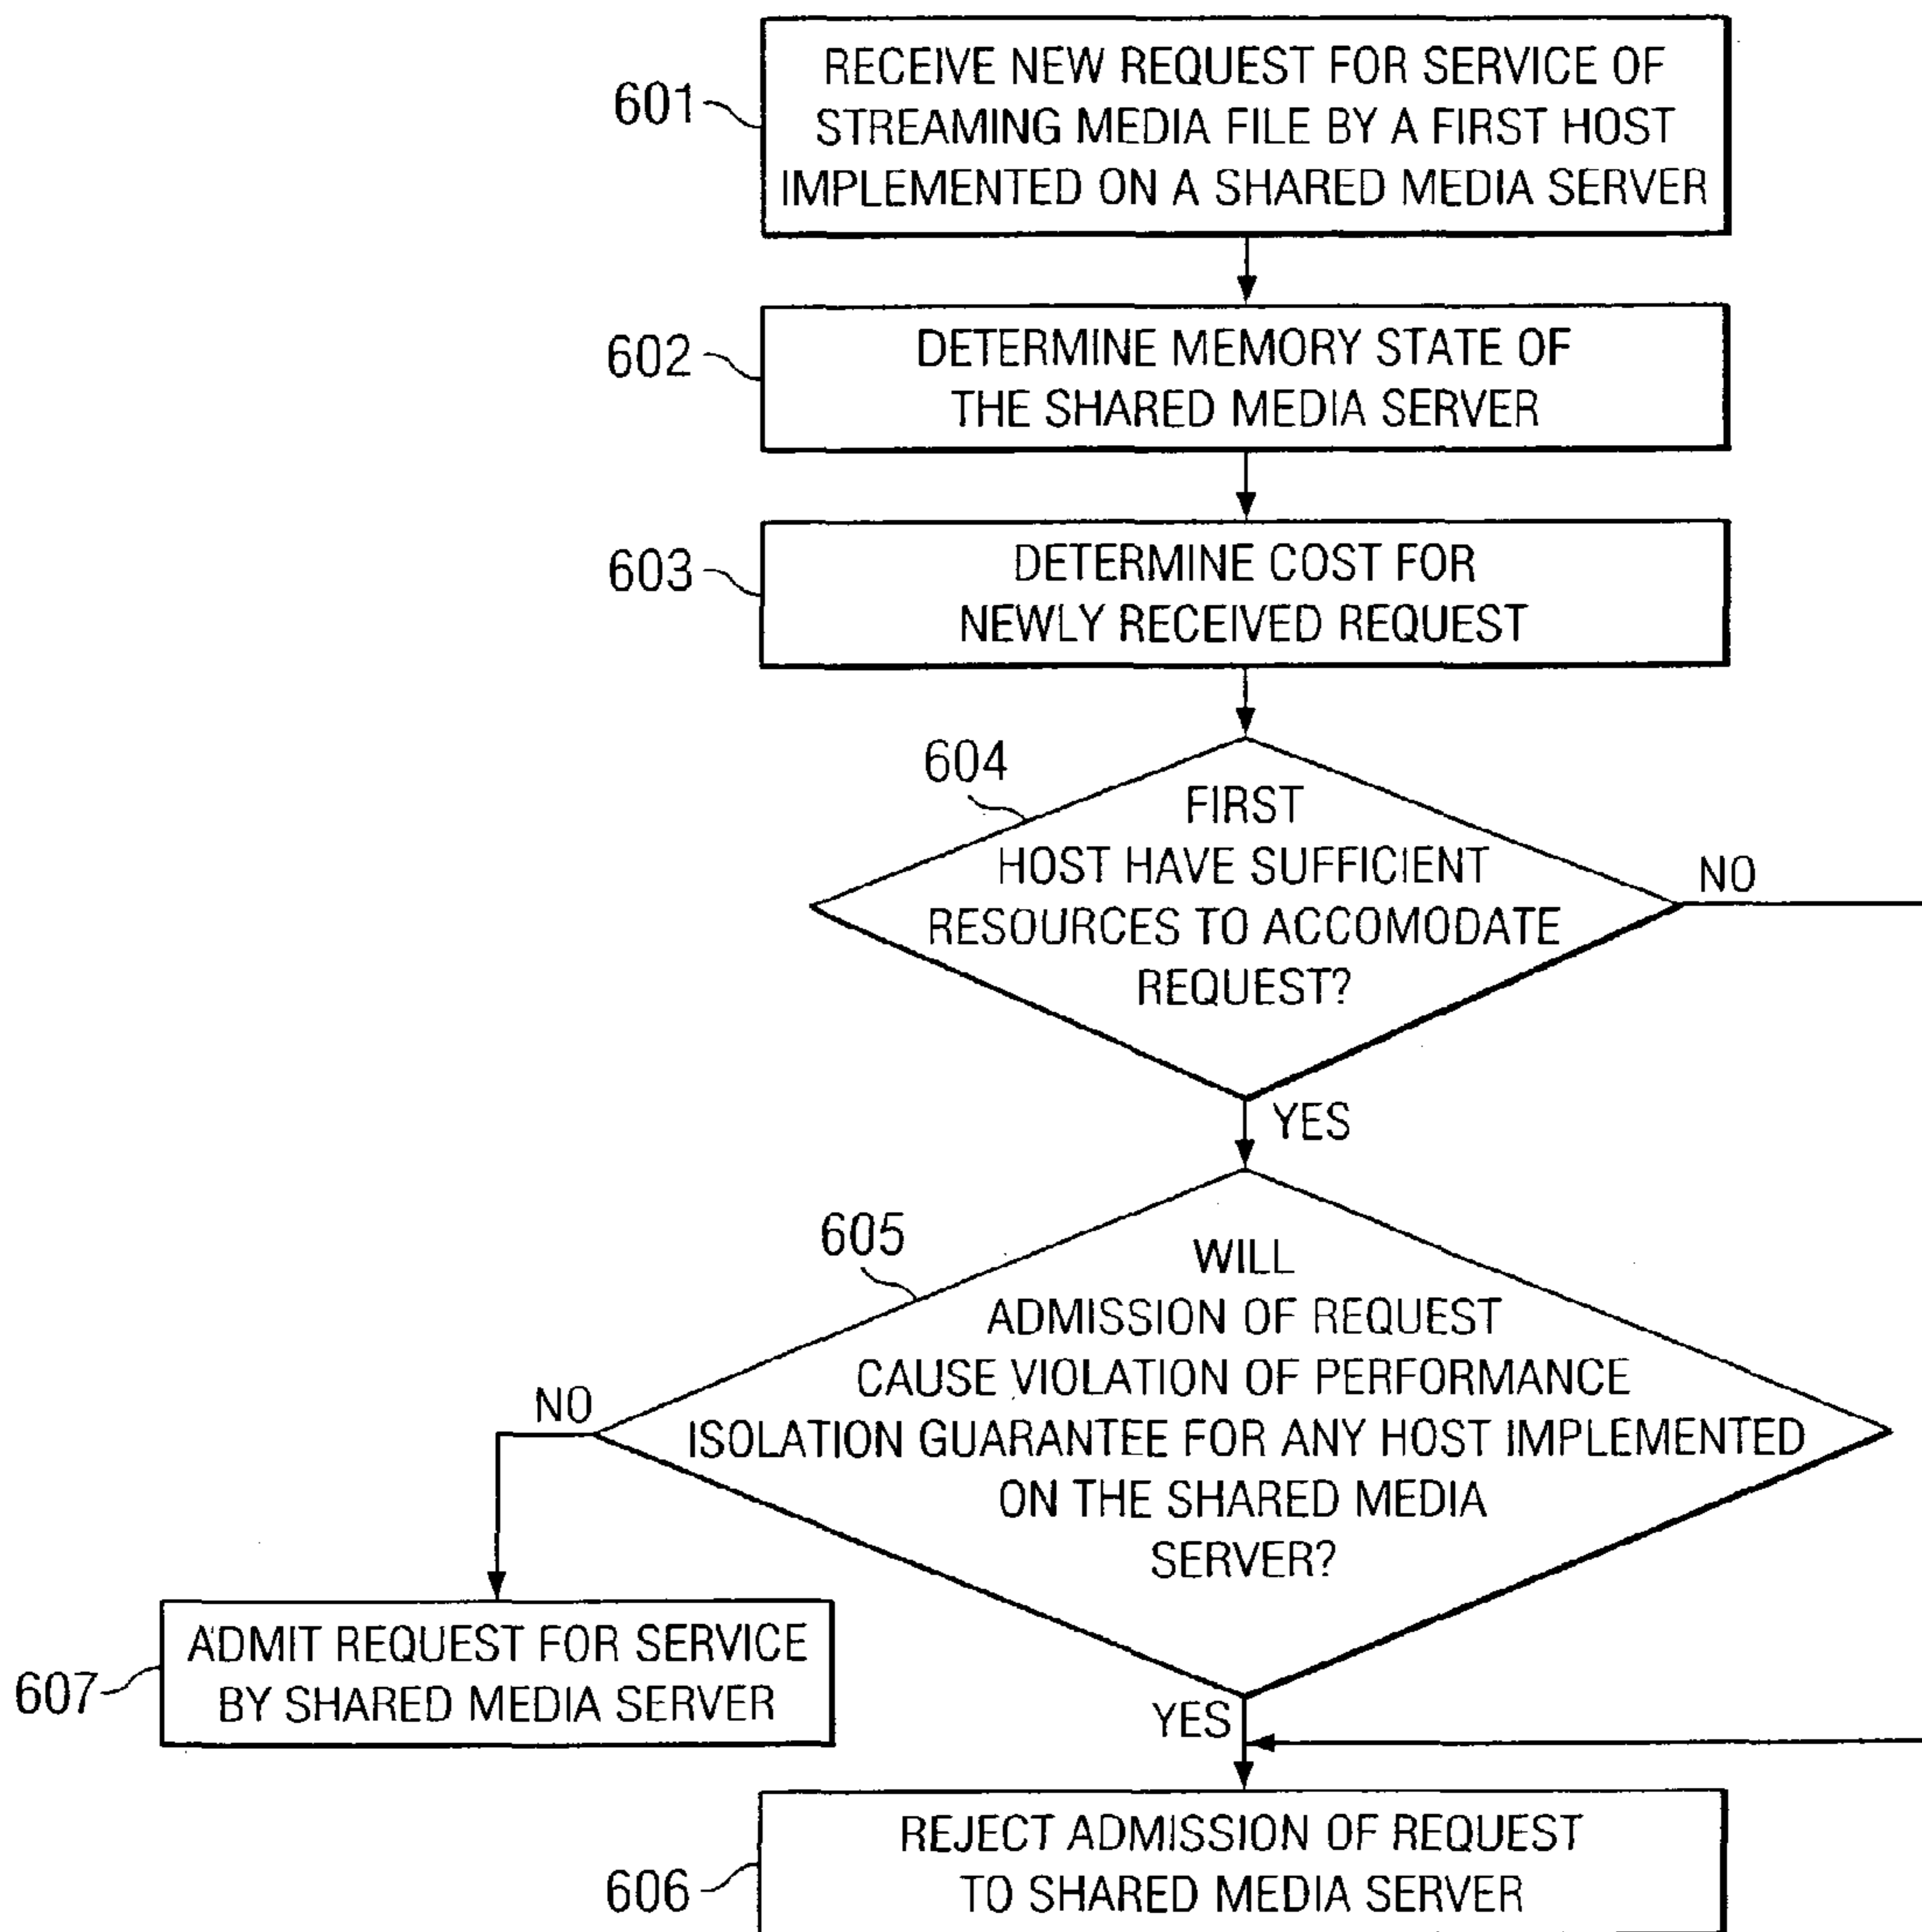 601
RECEIVE NEW REQUEST FOR SERVICE OF
STREAMING MEDIA FILE BY A FIRST HOST
IMPLEMENTED ON A SHARED MEDIA SERVER
602
DETERMINE MEMORY STATE OF
THE SHARED MEDIA SERVER
603
DETERMINE COST FOR
NEWLY RECEIVED REQUEST
604
FIRST
HOST HAVE SUFFICIENT
RESOURCES TO ACCOMODATE
REQUEST?
NO
YES
605
WILL
ADMISSION OF REQUEST
CAUSE VIOLATION OF PERFORMANCE
ISOLATION GUARANTEE FOR ANY HOST IMPLEMENTED
ON THE SHARED MEDIA
SERVER?
NO
YES
607
ADMIT REQUEST FOR SERVICE
BY SHARED MEDIA SERVER
606
REJECT ADMISSION OF REQUEST
TO SHARED MEDIA SERVER